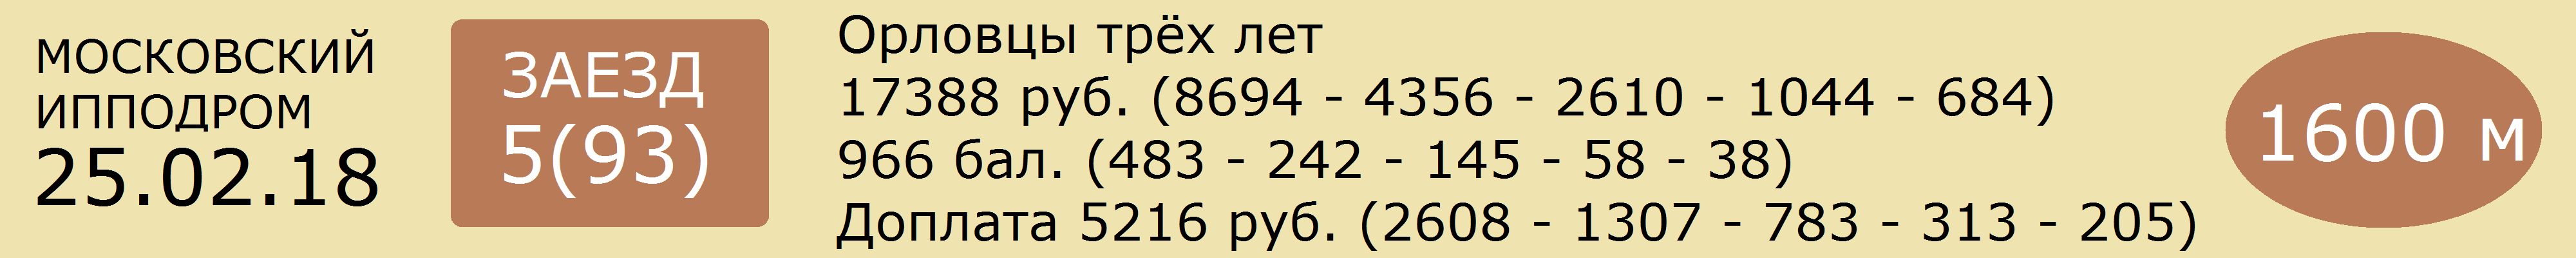 МОСКОВСКИЙ
ИППОДРОМ
25.02.18
ЗАЕЗД
5(93)
Орловцы трёх лет
17388 руб. (8694 - 4356 - 2610 - 1044 - 684)
966 бал. (483 - 242 - 145 - 58 - 38)
Доплата 5216 руб. (2608 - 1307 - 783 - 313 - 205)
1600 м